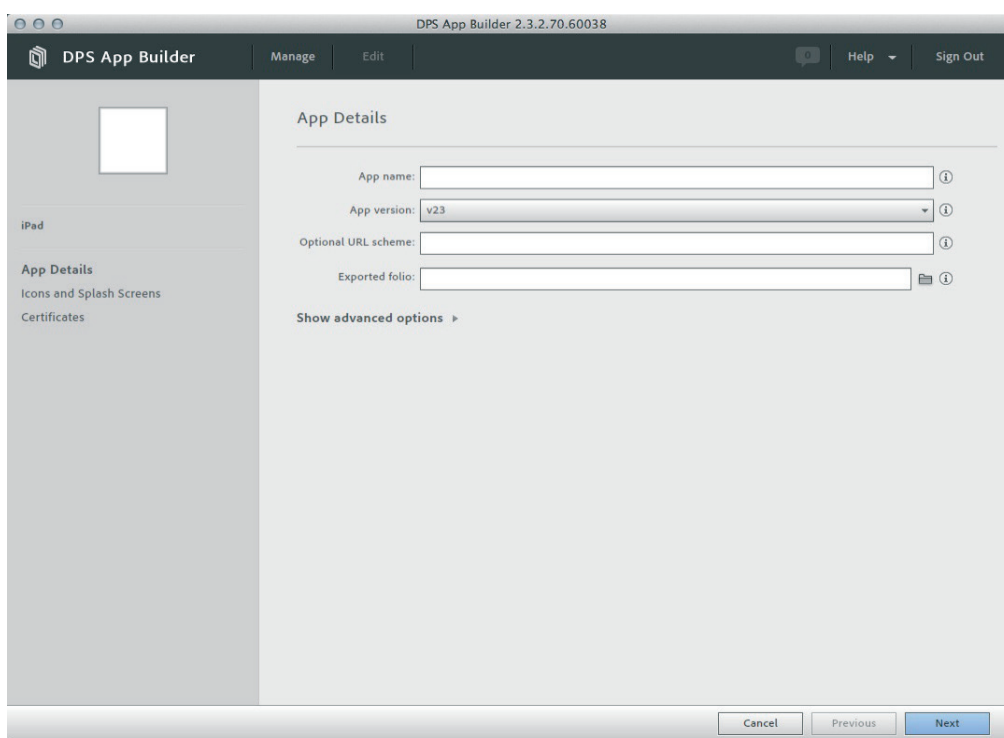 DPS App Builder 2.3.2.70.60038
DPS App Builder Manage Edit 0 Help Sign Out
iPad
App Details
Icons and Splash Screens
Certificates
App Details
App name:
App version: v23
Optional URL scheme:
Exported folio:
Show advanced options
Cancel Previous Next